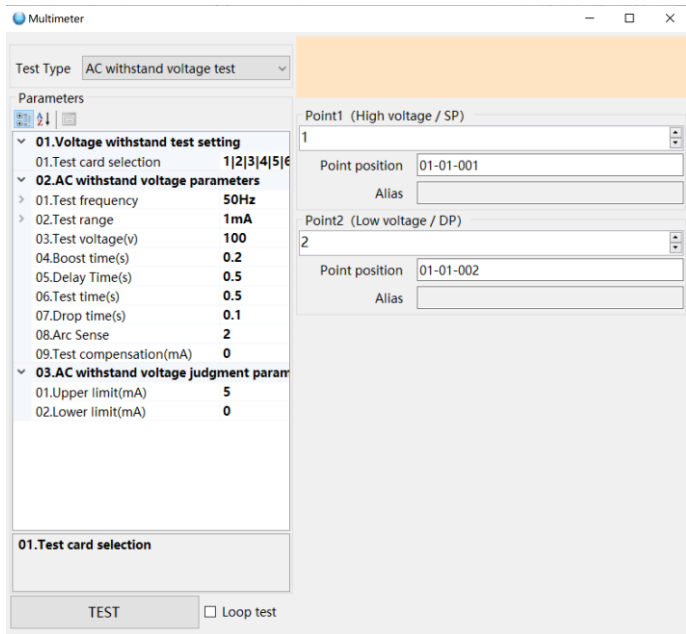 Multimeter
Test Type AC withstand voltage test
Parameters
01.Voltage withstand test setting
01.Test card selection 1|2|3|4|5|6
02.AC withstand voltage parameters
01.Test frequency 50Hz
02.Test range 1mA
03.Test voltage(v) 100
04.Boost time(s) 0.2
05.Delay Time(s) 0.5
06.Test time(s) 0.5
07.Drop time(s) 0.1
08.Arc Sense 2
09.Test compensation(mA) 0
03.AC withstand voltage judgment param
01.Upper limit(mA) 5
02.Lower limit(mA) 0
01.Test card selection
TEST Loop test
Point1 (High voltage / SP)
1
Point position 01-01-001
Alias
Point2 (Low voltage / DP)
2
Point position 01-01-002
Alias